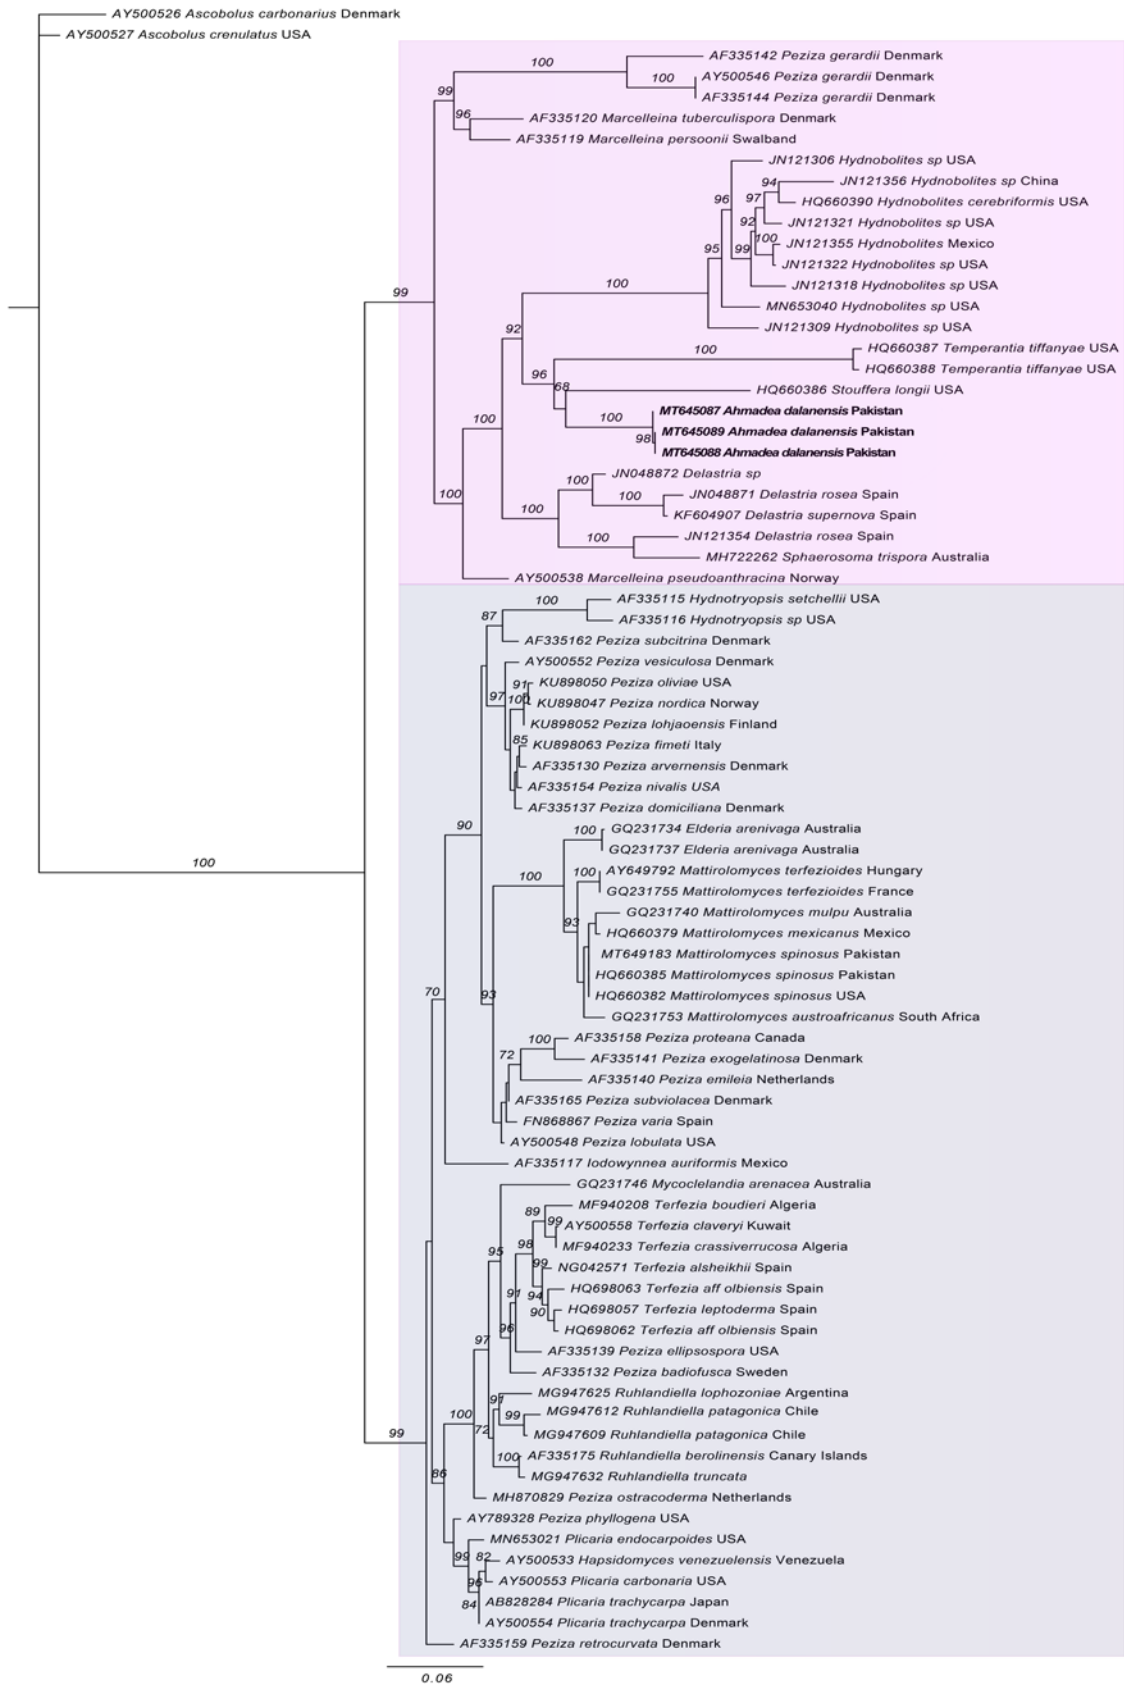 AY500526 Ascobolus carbonarius Denmark
AY500527 Ascobolus crenulatus USA
AF335142 Peziza gerardii Denmark
100
100
AY500546 Peziza gerardii Denmark
99
AF335144 Peziza gerardii Denmark
96
AF335120 Marcelleina tuberculispora Denmark
AF335119 Marcelleina persoonii Swalband
JN121306 Hydnobolites sp USA
94
JN121356 Hydnobolites sp China
96
97
HQ660390 Hydnobolites cerebriformis USA
92
JN121321 Hydnobolites sp USA
100
JN121355 Hydnobolites Mexico
95
99
JN121322 Hydnobolites sp USA
100
JN121318 Hydnobolites sp USA
99
MN653040 Hydnobolites sp USA
92
JN121309 Hydnobolites sp USA
100
HQ660387 Temperantia tiffanyae USA
HQ660388 Temperantia tiffanyae USA
96
68
HQ660386 Stouffera longii USA
100
100
MT645087 Ahmadea dalanensis Pakistan
98
MT645089 Ahmadea dalanensis Pakistan
MT645088 Ahmadea dalanensis Pakistan
100
JN048872 Delastria sp
100
100
JN048871 Delastria rosea Spain
100
KF604907 Delastria supernova Spain
100
JN121354 Delastria rosea Spain
MH722262 Sphaerosoma trispora Australia
AY500538 Marcelleina pseudoanthracina Norway
100
AF335115 Hydnotryopsis setchellii USA
87
AF335116 Hydnotryopsis sp USA
AF335162 Peziza subcitrina Denmark
AY500552 Peziza vesiculosa Denmark
91
KU898050 Peziza oliviae USA
97
100
KU898047 Peziza nordica Norway
KU898052 Peziza lohjaoensis Finland
85
KU898063 Peziza fimeti Italy
AF335130 Peziza arvernensis Denmark
AF335154 Peziza nivalis USA
AF335137 Peziza domiciliana Denmark
90
100
GQ231734 Elderia arenivaga Australia
GQ231737 Elderia arenivaga Australia
100
100
100
AY649792 Mattirolomyces terfezioides Hungary
GQ231755 Mattirolomyces terfezioides France
93
GQ231740 Mattirolomyces mulpu Australia
HQ660379 Mattirolomyces mexicanus Mexico
MT649183 Mattirolomyces spinosus Pakistan
HQ660385 Mattirolomyces spinosus Pakistan
70
93
HQ660382 Mattirolomyces spinosus USA
GQ231753 Mattirolomyces austroafricanus South Africa
100
AF335158 Peziza proteana Canada
72
AF335141 Peziza exogelatinosa Denmark
AF335140 Peziza emileia Netherlands
AF335165 Peziza subviolacea Denmark
FN868867 Peziza varia Spain
AY500548 Peziza lobulata USA
AF335117 Iodowynnea auriformis Mexico
GQ231746 Mycoclelandia arenacea Australia
89
MF940208 Terfezia boudieri Algeria
99
AY500558 Terfezia claveryi Kuwait
95
98
MF940233 Terfezia crassiverrucosa Algeria
99
NG042571 Terfezia alsheikhii Spain
91
94
HQ698063 Terfezia aff olbiensis Spain
90
HQ698057 Terfezia leptoderma Spain
96
HQ698062 Terfezia aff olbiensis Spain
97
AF335139 Peziza ellipsospora USA
AF335132 Peziza badiofusca Sweden
91
MG947625 Ruhlandiella lophozoniae Argentina
100
99
MG947612 Ruhlandiella patagonica Chile
99
72
MG947609 Ruhlandiella patagonica Chile
100
AF335175 Ruhlandiella berolinensis Canary Islands
86
MG947632 Ruhlandiella truncata
MH870829 Peziza ostracoderma Netherlands
AY789328 Peziza phyllogena USA
MN653021 Plicaria endocarpoides USA
99
82
AY500533 Hapsidomyces venezuelensis Venezuela
96
AY500553 Plicaria carbonaria USA
84
AB828284 Plicaria trachycarpa Japan
AY500554 Plicaria trachycarpa Denmark
AF335159 Peziza retrocurvata Denmark
0.06